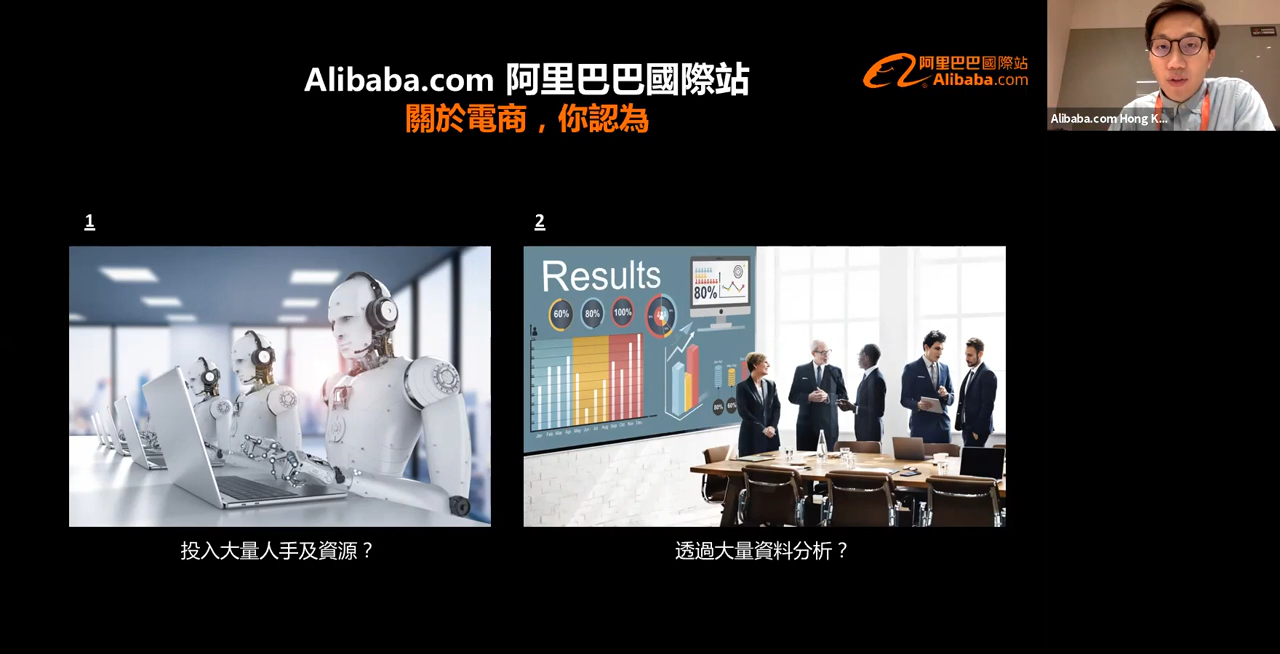 Alibaba.com 阿里巴巴國際站
關於電商，你認為
阿里巴巴國際站
Alibaba.com
Alibaba.com Hong K...
1
2
Results
60%
80%
100%
80%
投入大量人手及資源？
透過大量資料分析？